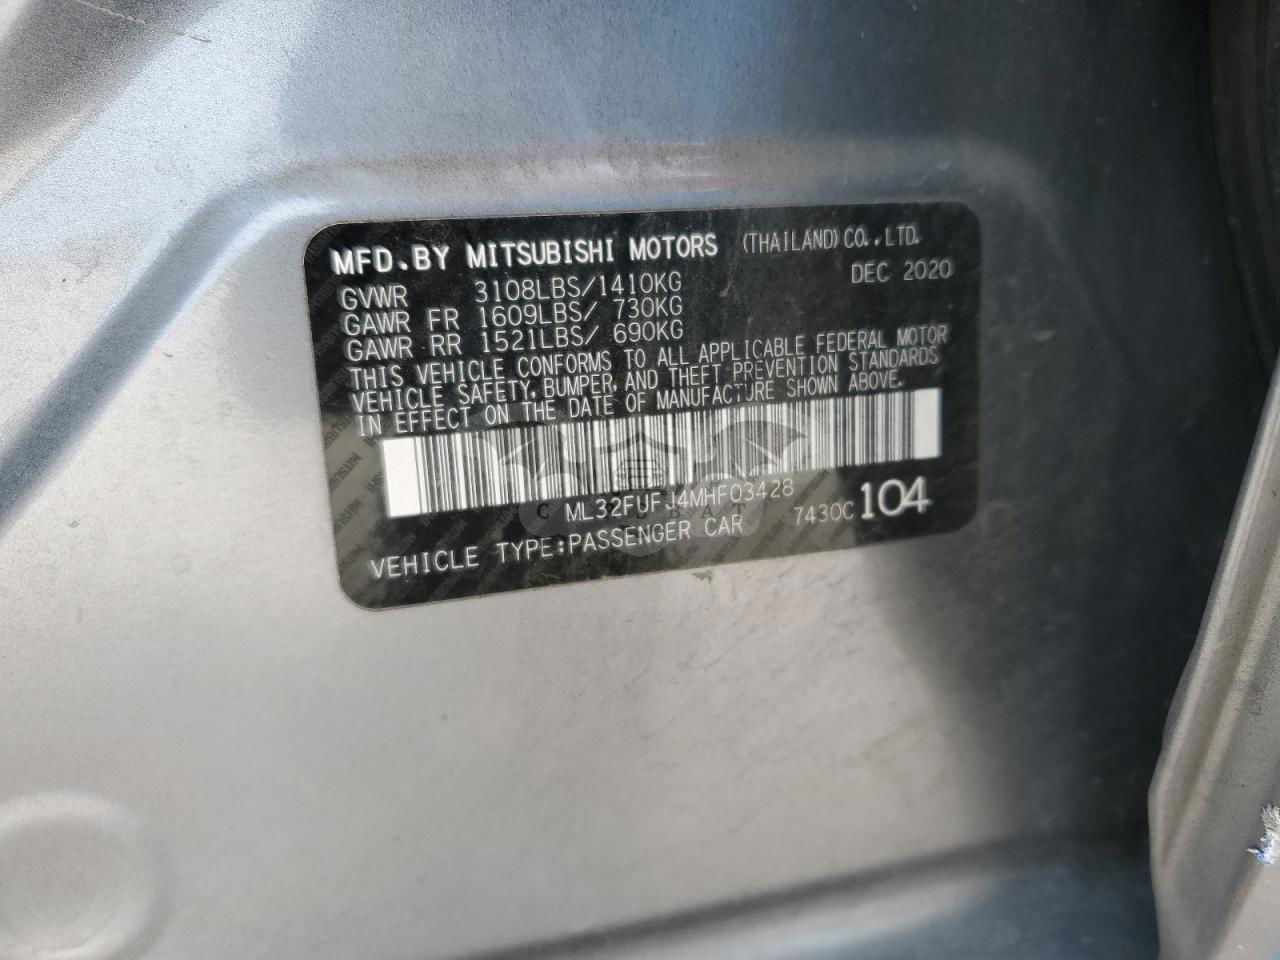 MFD.BY MITSUBISHI MOTORS (THAILAND)CO.,LTD.
DEC 2020
GVWR 3108LBS/1410KG
GAWR FR 1609LBS/ 730KG
GAWR RR 1521LBS/ 690KG
THIS VEHICLE CONFORMS TO ALL APPLICABLE FEDERAL MOTOR
VEHICLE SAFETY, BUMPER, AND THEFT PREVENTION STANDARDS
IN EFFECT ON THE DATE OF MANUFACTURE SHOWN ABOVE.
ML32FUFJ4MHF03428
7430C 104
VEHICLE TYPE:PASSENGER CAR